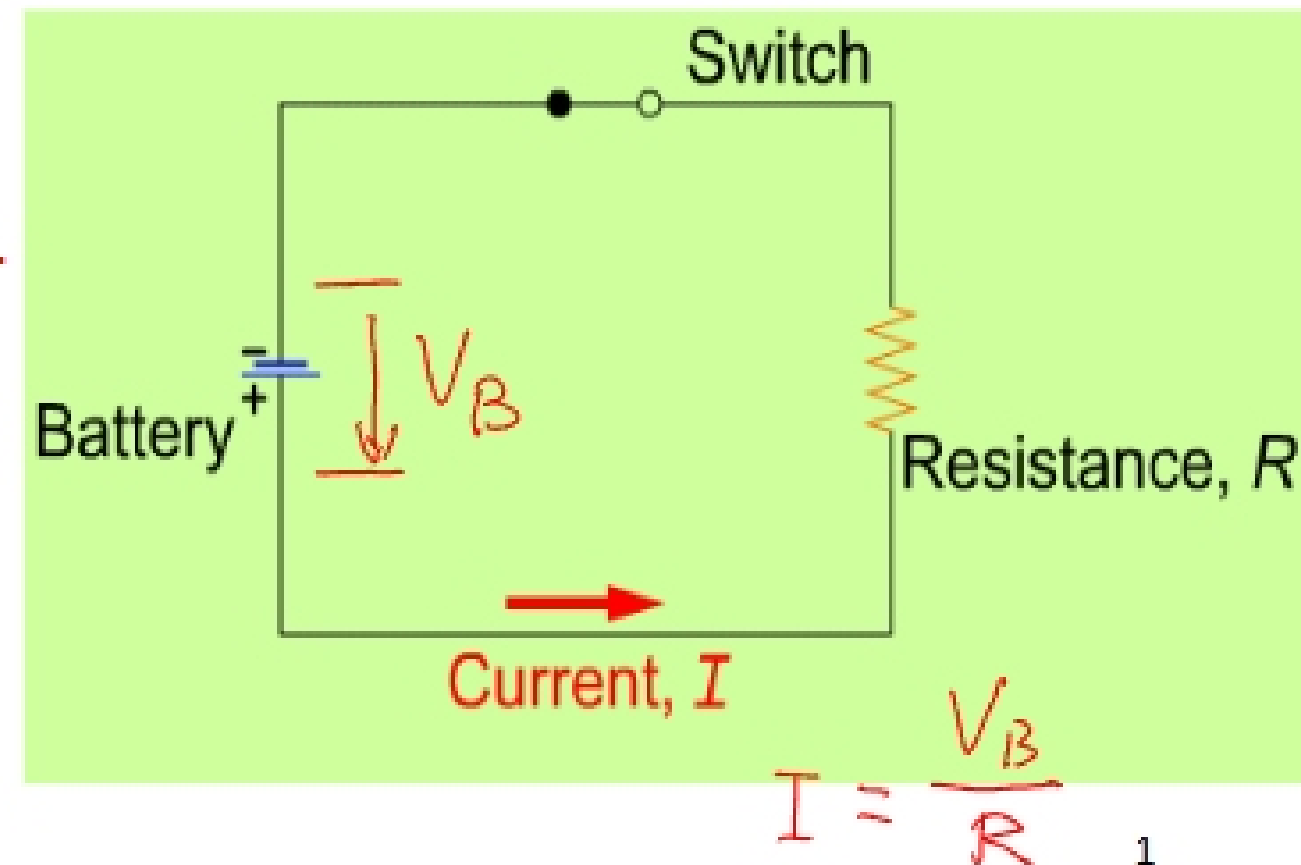 Switch
−
V_B
+
Battery
Resistance, R
Current, I
I = V_B / R
1